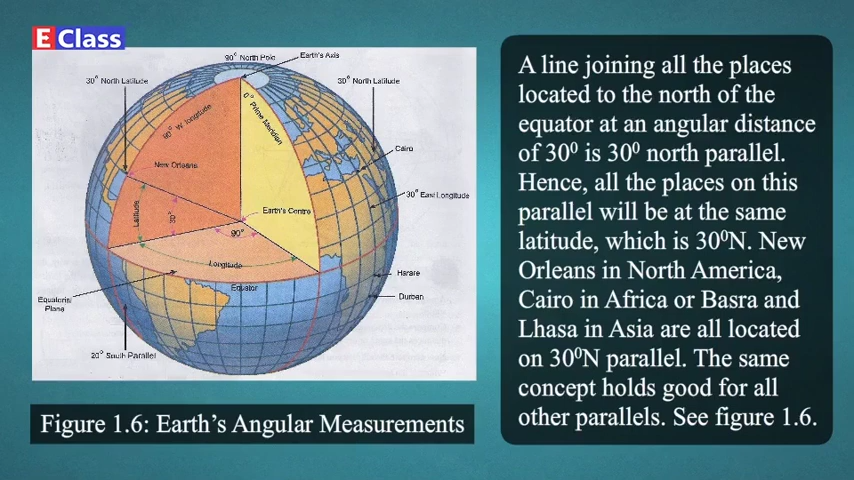 E Class
90° North Pole
Earth's Axis
30° North Latitude
30° North Latitude
90° W. longitude
0° Prime Meridian
Cairo
New Orleans
30° East Longitude
Latitude
30°
Earth's Centre
90°
Longitude
Harare
Equator
Durban
Equatorial
Plane
20° South Parallel
Figure 1.6: Earth's Angular Measurements
A line joining all the places
located to the north of the
equator at an angular distance
of 30⁰ is 30⁰ north parallel.
Hence, all the places on this
parallel will be at the same
latitude, which is 30⁰N. New
Orleans in North America,
Cairo in Africa or Basra and
Lhasa in Asia are all located
on 30⁰N parallel. The same
concept holds good for all
other parallels. See figure 1.6.